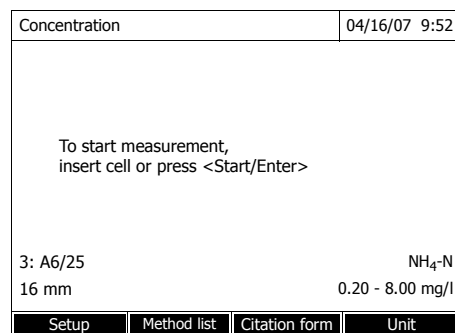 Concentration 04/16/07 9:52
To start measurement,
insert cell or press <Start/Enter>
3: A6/25 NH₄-N
16 mm 0.20 - 8.00 mg/l
Setup Method list Citation form Unit